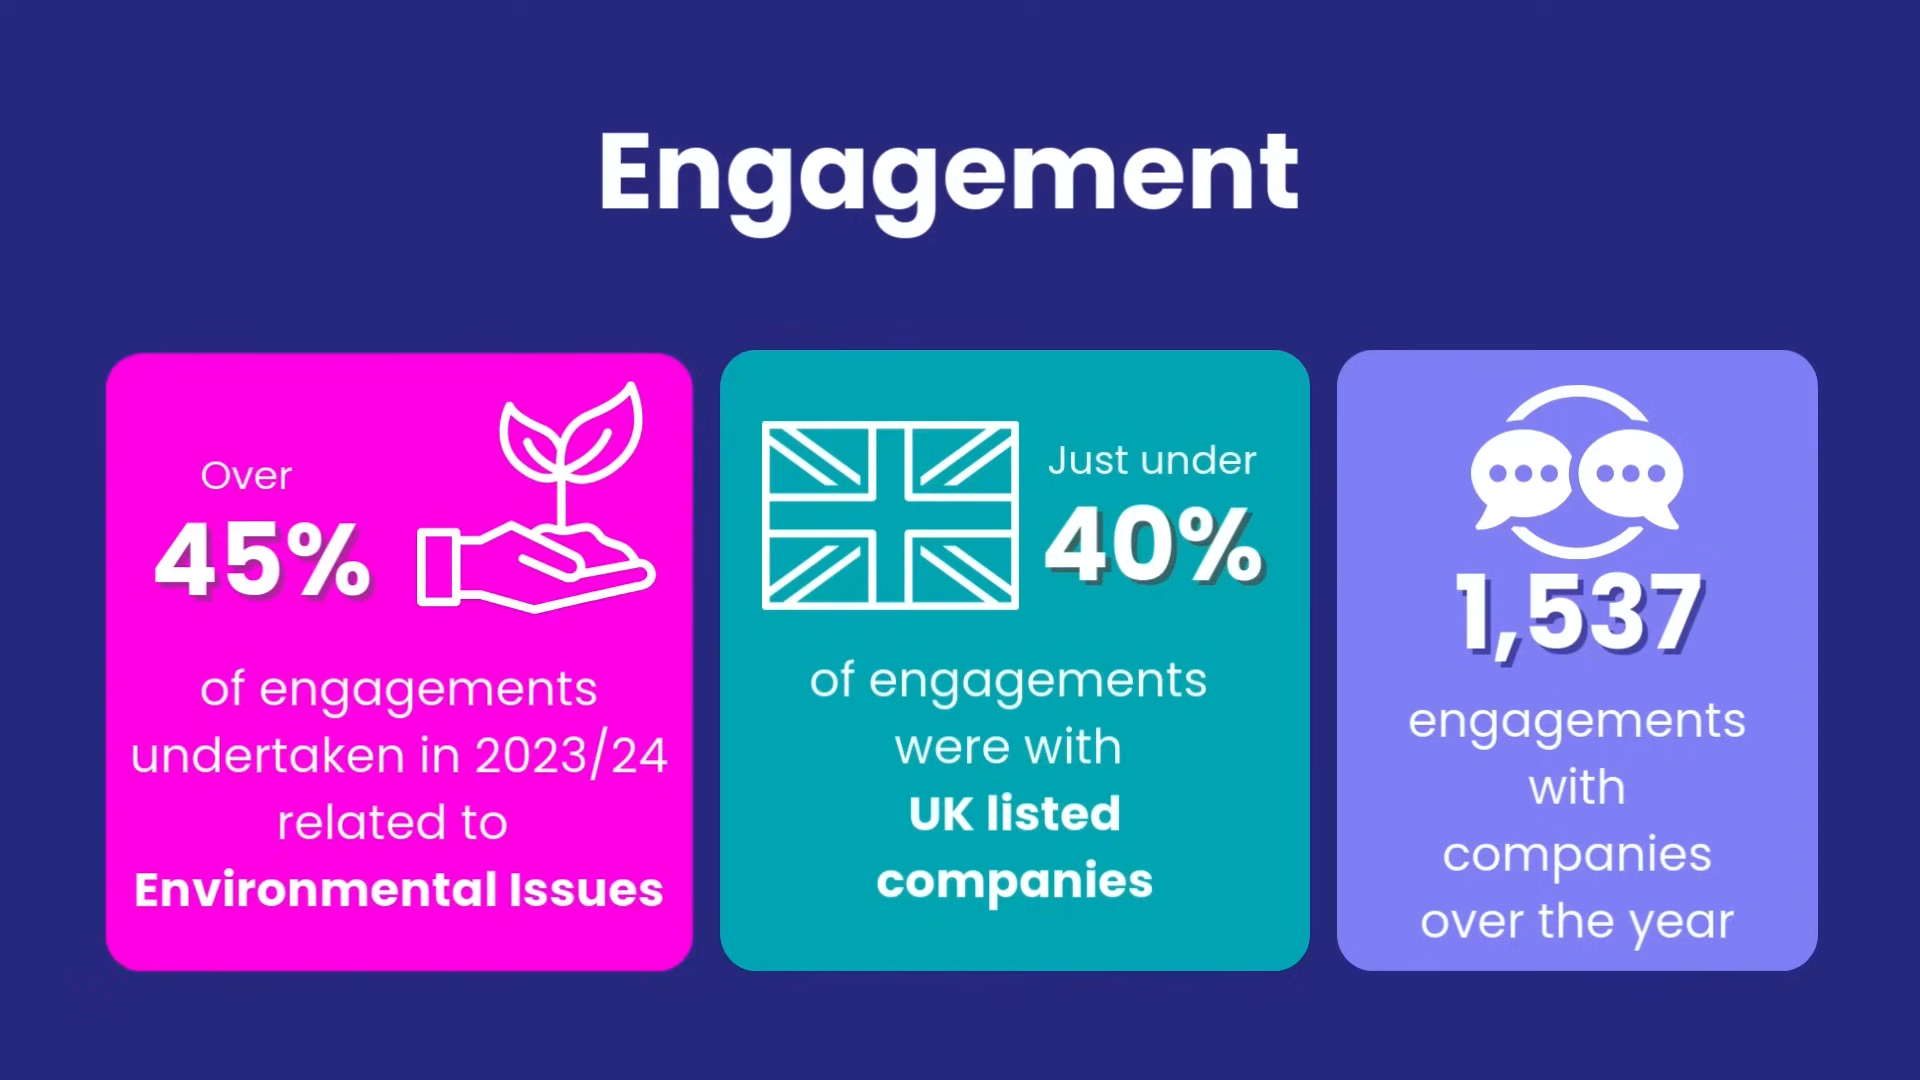 Engagement
Over
45%
of engagements
undertaken in 2023/24
related to
Environmental Issues
Just under
40%
of engagements
were with
UK listed
companies
1,537
engagements
with
companies
over the year